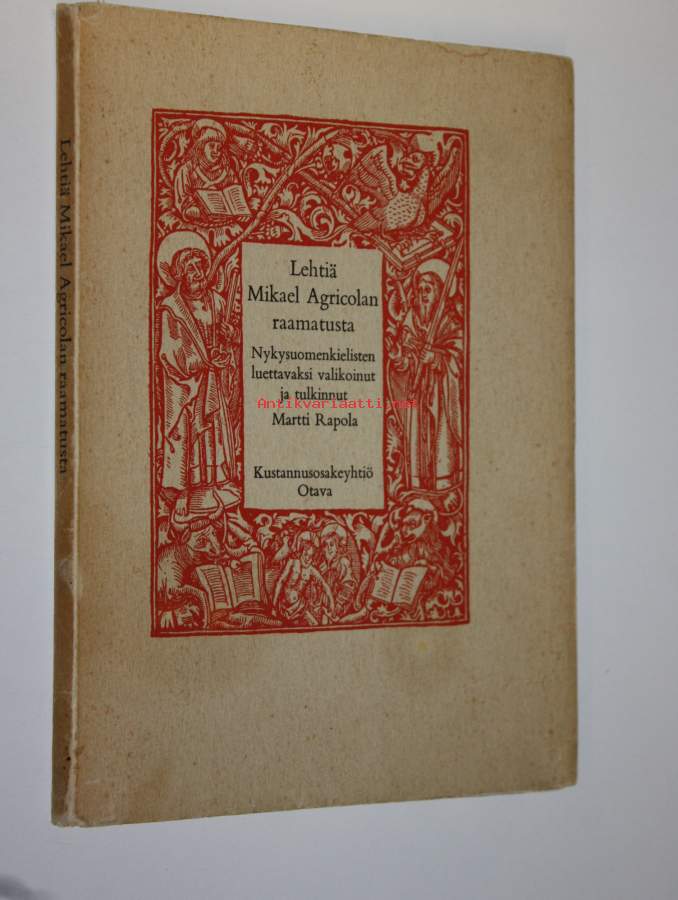 Lehtiä Mikael Agricolan raamatusta
Lehtiä
Mikael Agricolan
raamatusta
Nykysuomenkielisten
luettavaksi valikoinut
ja tulkinnut
Antikvariaatti.net
Martti Rapola
Kustannusosakeyhtiö
Otava